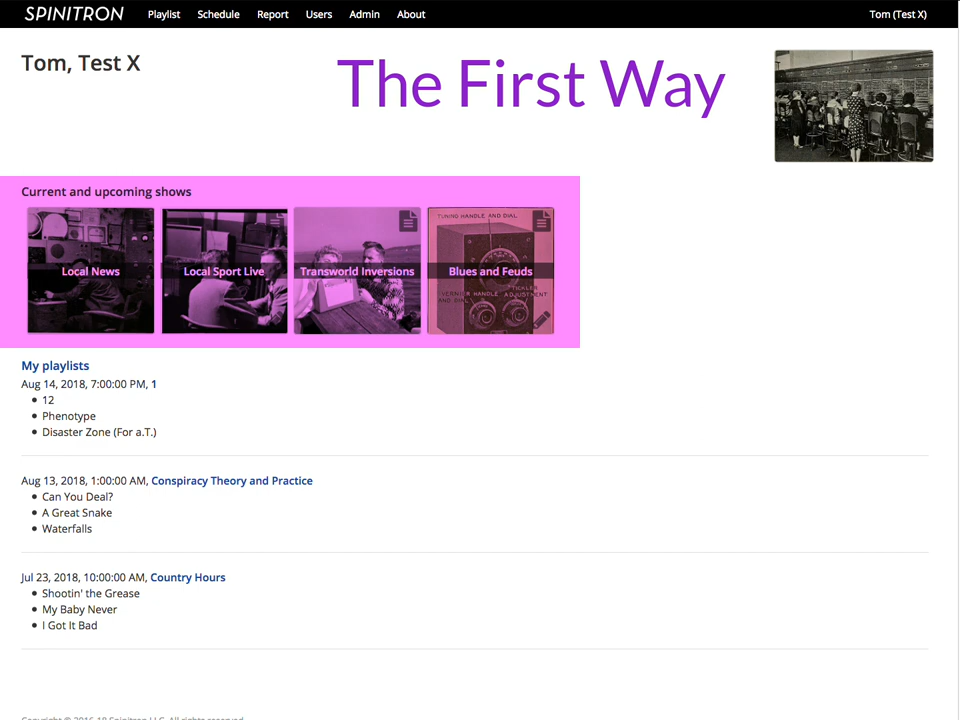 SPINITRON Playlist Schedule Report Users Admin About Tom (Test X)
Tom, Test X
The First Way
Current and upcoming shows
TUNING HANDLE AND DIAL
Local News Local Sport Live Transworld Inversions Blues and Feuds
TICKLER
VERNIER HANDLE ADJUSTMENT
AND DIAL
My playlists
Aug 14, 2018, 7:00:00 PM, 1
• 12
• Phenotype
• Disaster Zone (For a.T.)
Aug 13, 2018, 1:00:00 AM, Conspiracy Theory and Practice
• Can You Deal?
• A Great Snake
• Waterfalls
Jul 23, 2018, 10:00:00 AM, Country Hours
• Shootin' the Grease
• My Baby Never
• I Got It Bad
Copyright © 2016-18 Spinitron LLC. All rights reserved.